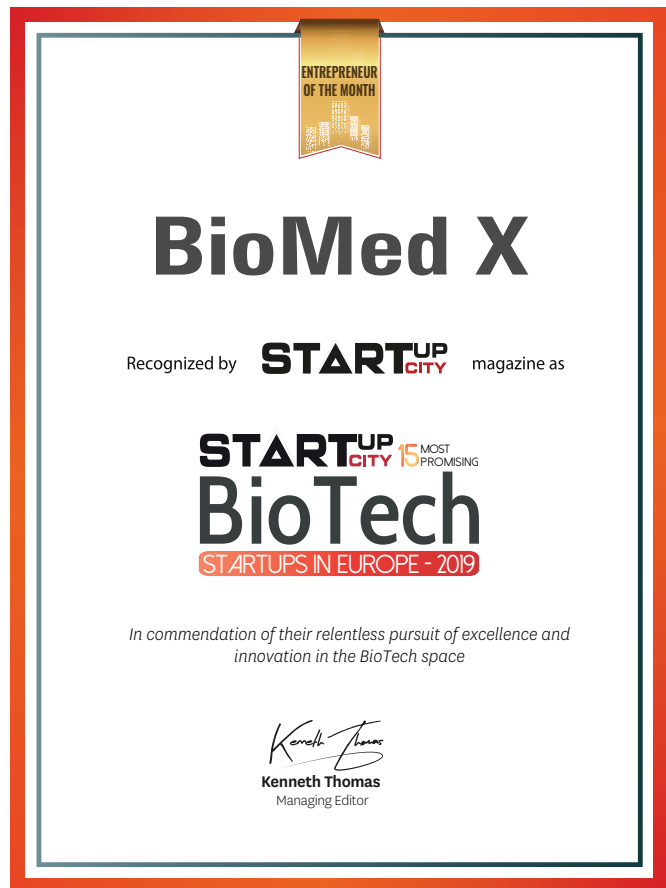 ENTREPRENEUR
OF THE MONTH
BioMed X
Recognized by STARTUP CITY magazine as
STARTUP CITY 15 MOST PROMISING
BioTech
STARTUPS IN EUROPE - 2019
In commendation of their relentless pursuit of excellence and
innovation in the BioTech space
Kenneth Thomas
Kenneth Thomas
Managing Editor